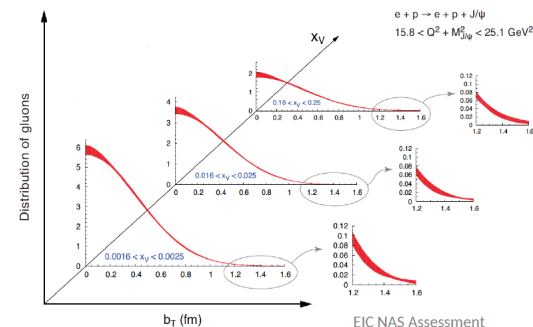 e + p → e + p + J/ψ
15.8 < Q² + M²J/ψ < 25.1 GeV²
xV
Distribution of gluons
2
1
0
0 0.2 0.4 0.6 0.8 1 1.2 1.4 1.6
0.16 < xV < 0.25
0.12
0.1
0.08
0.06
0.04
0.02
0
1.2 1.4 1.6
4
3
2
1
0
0 0.2 0.4 0.6 0.8 1 1.2 1.4 1.6
0.016 < xV < 0.025
0.12
0.1
0.08
0.06
0.04
0.02
0
1.2 1.4 1.6
6
5
4
3
2
1
0
0 0.2 0.4 0.6 0.8 1 1.2 1.4 1.6
0.0016 < xV < 0.0025
0.12
0.1
0.08
0.06
0.04
0.02
0
1.2 1.4 1.6
bT (fm)
EIC NAS Assessment